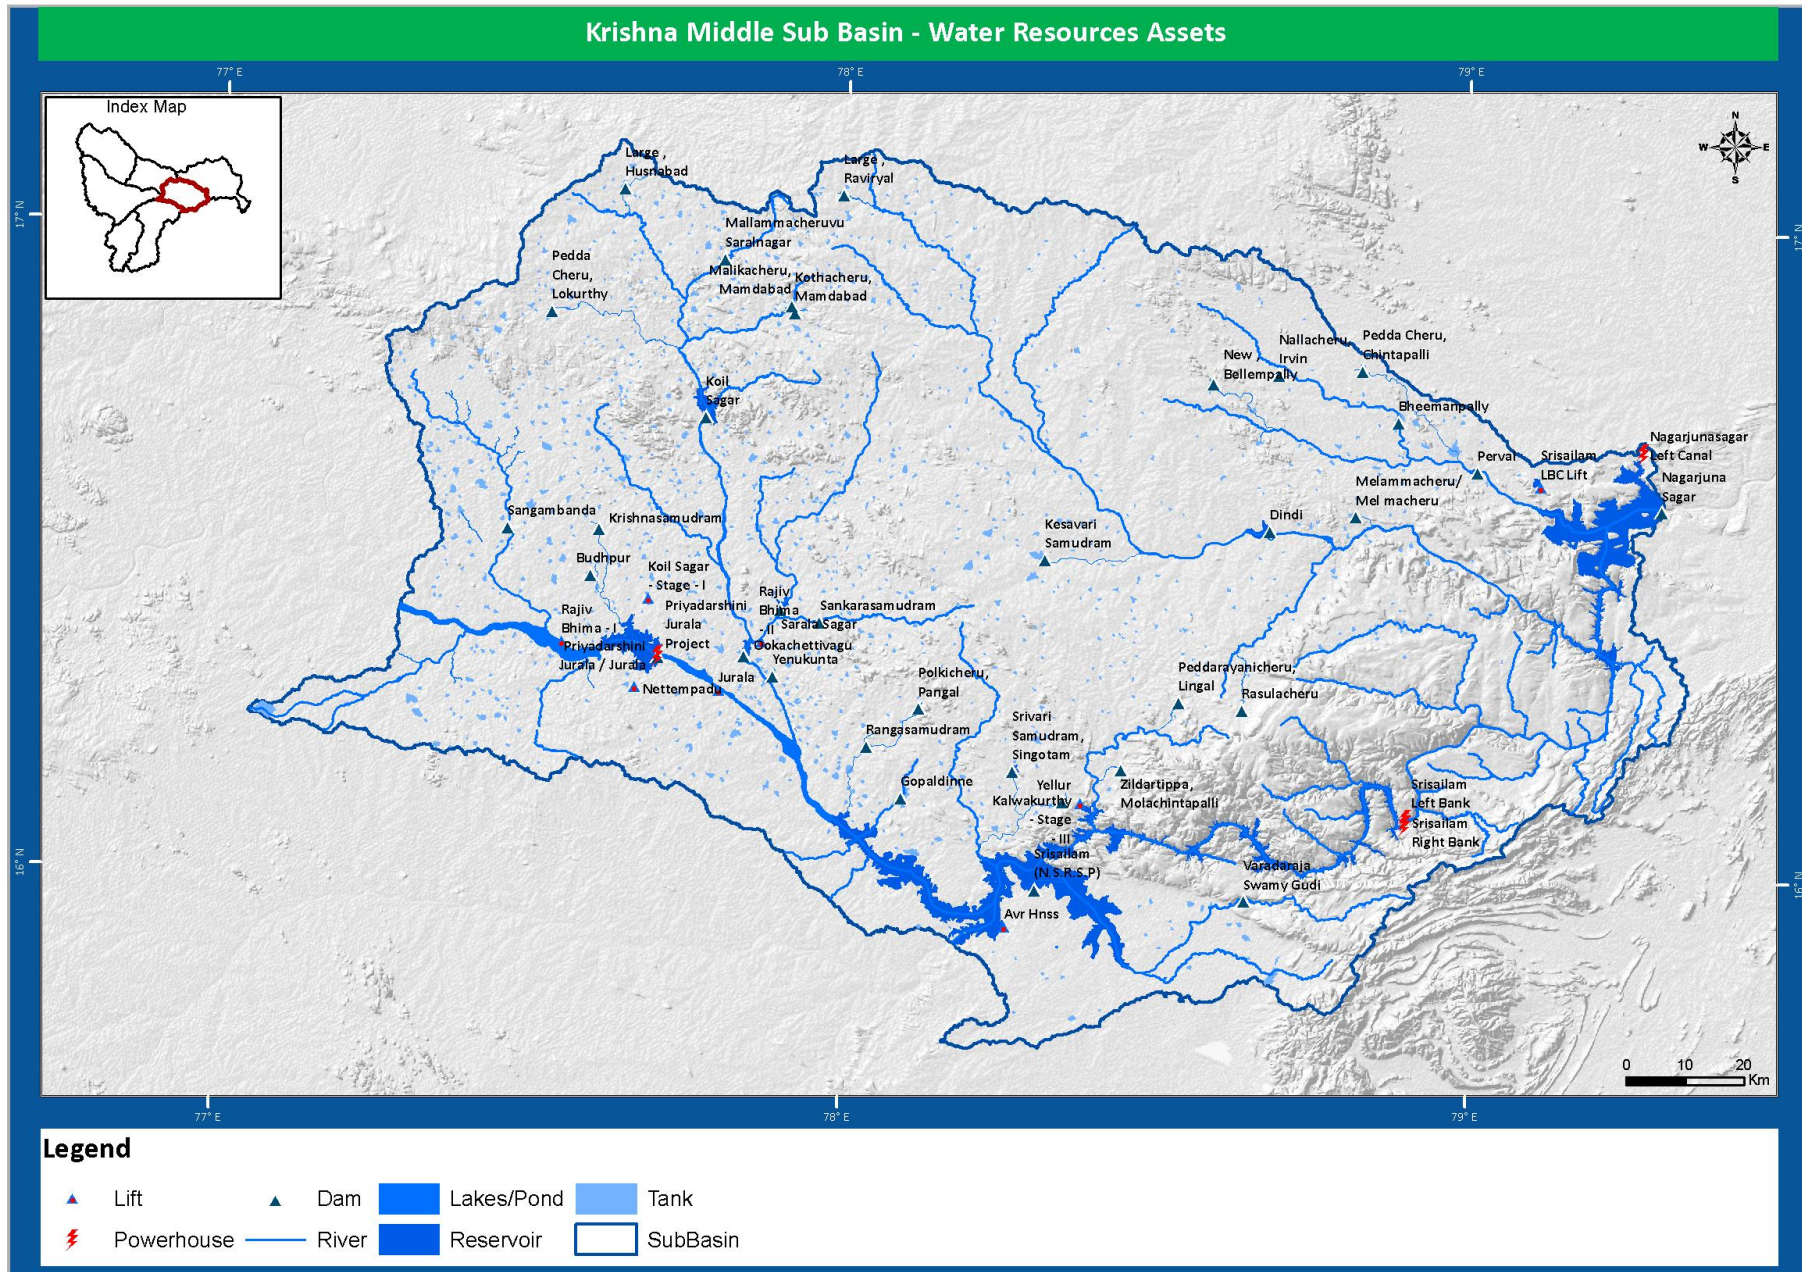 Krishna Middle Sub Basin - Water Resources Assets
77° E
78° E
79° E
Index Map
N
W
E
S
17° N
17° N
Large ,
Husnabad
Large ,
Raviryal
Mallammacheruvu
Saralnagar
Pedda
Cheru,
Lokurthy
Malikacheru,
Mamdabad
Kothacheru,
Mamdabad
Nallacheru,
Irvin
Pedda Cheru,
Chintapalli
New ,
Bellempally
Koil
Sagar
Bheemanpally
Nagarjunasagar
Left Canal
Perval
Srisailam
LBC Lift
Nagarjuna
Sagar
Melammacheru/
Mel macheru
Sangambanda
Krishnasamudram
Dindi
Kesavari
Samudram
Budhpur
Koil Sagar
- Stage - I
Rajiv
Bhima
- II
Sankarasamudram
Sarala Sagar
Priyadarshini
Jurala
Project
Rajiv
Bhima - I
Priyadarshini
Jurala / Jurala
Gokachettivagu
Yenukunta
Jurala
Nettempadu
Polkicheru,
Pangal
Peddarayanicheru,
Lingal
Rasulacheru
Rangasamudram
Srivari
Samudram,
Singotam
Gopaldinne
Yellur
Kalwakurthy
- Stage
- III
Zildartippa,
Molachintapalli
Srisailam
Left Bank
Srisailam
Right Bank
Srisailam
(N.S.R.S.P)
Varadaraja
Swamy Gudi
Avr Hnss
16° N
16° N
0 10 20
Km
77° E
78° E
79° E
Legend
Lift
Dam
Lakes/Pond
Tank
Powerhouse
River
Reservoir
SubBasin